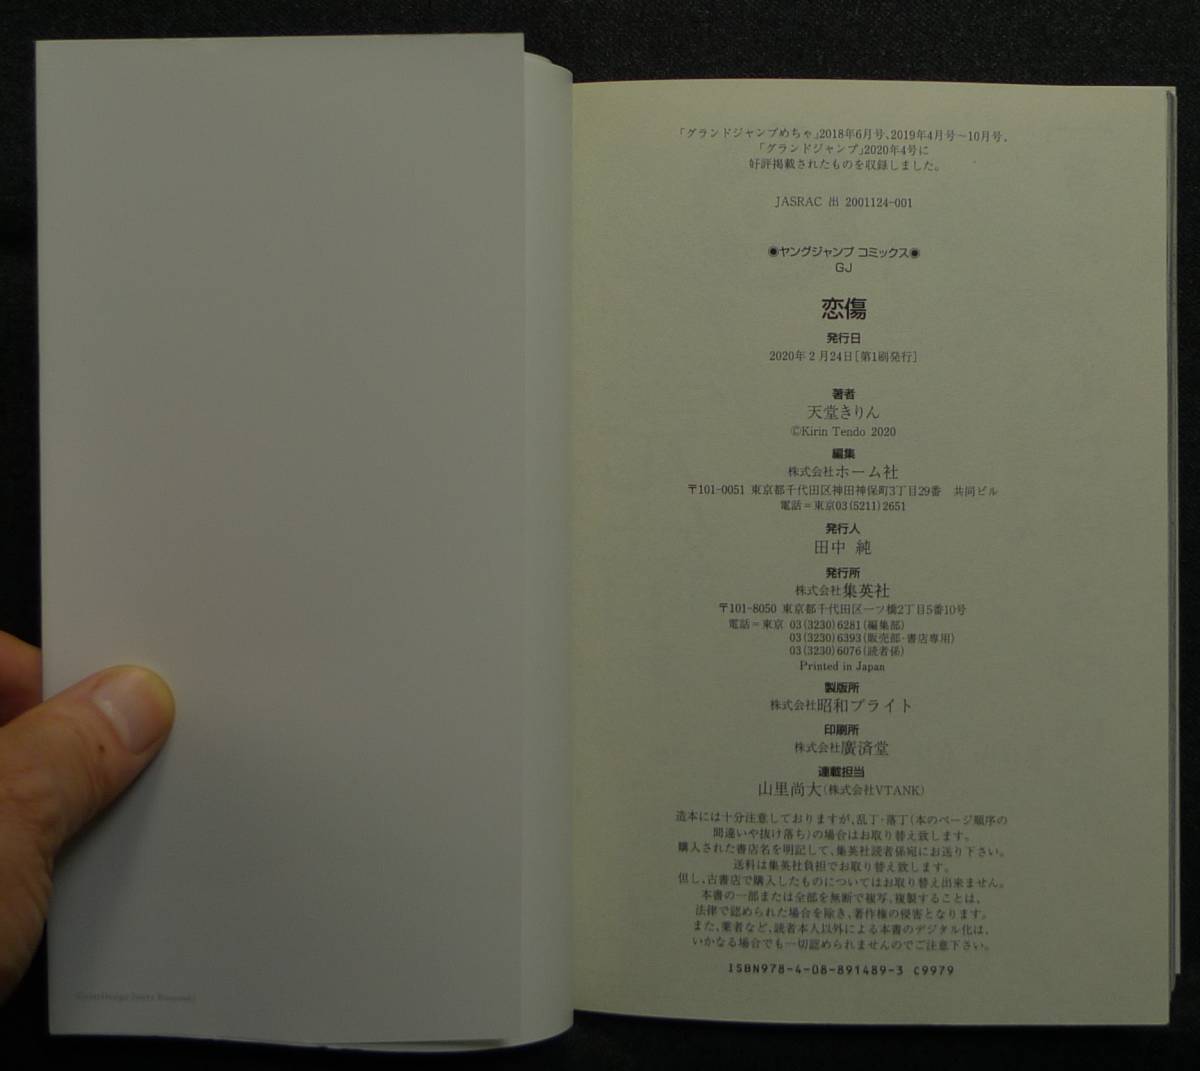 「グランドジャンプめちゃ」2018年6月号、2019年4月号〜10月号、
「グランドジャンプ」2020年4号に
好評掲載されたものを収録しました。
JASRAC 出 2001124-001
◉ヤングジャンプ コミックス◉
GJ
恋傷
発行日
2020年2月24日[第1刷発行]
著者
天堂きりん
©Kirin Tendo 2020
編集
株式会社ホーム社
〒101-0051 東京都千代田区神田神保町3丁目29番 共同ビル
電話=東京03(5211)2651
発行人
田中 純
発行所
株式会社集英社
〒101-8050 東京都千代田区一ツ橋2丁目5番10号
電話=東京 03(3230)6281(編集部)
03(3230)6393(販売部・書店専用)
03(3230)6076(読者係)
Printed in Japan
製版所
株式会社昭和ブライト
印刷所
株式会社廣済堂
連載担当
山里尚大(株式会社VTANK)
造本には十分注意しておりますが、乱丁・落丁(本のページ順序の
間違いや抜け落ち)の場合はお取り替え致します。
購入された書店名を明記して、集英社読者係宛にお送り下さい。
送料は集英社負担でお取り替え致します。
但し、古書店で購入したものについてはお取り替え出来ません。
本書の一部または全部を無断で複写、複製することは、
法律で認められた場合を除き、著作権の侵害となります。
また、業者など、読者本人以外による本書のデジタル化は、
いかなる場合でも一切認められませんのでご注意下さい。
ISBN978-4-08-891489-3 C9979